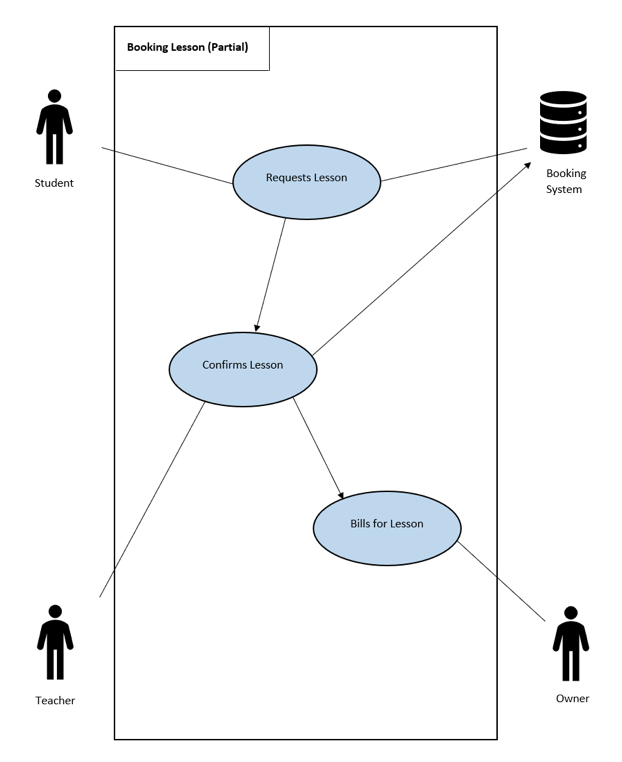 Booking Lesson (Partial)
Student
Requests Lesson
Booking
System
Confirms Lesson
Bills for Lesson
Teacher
Owner